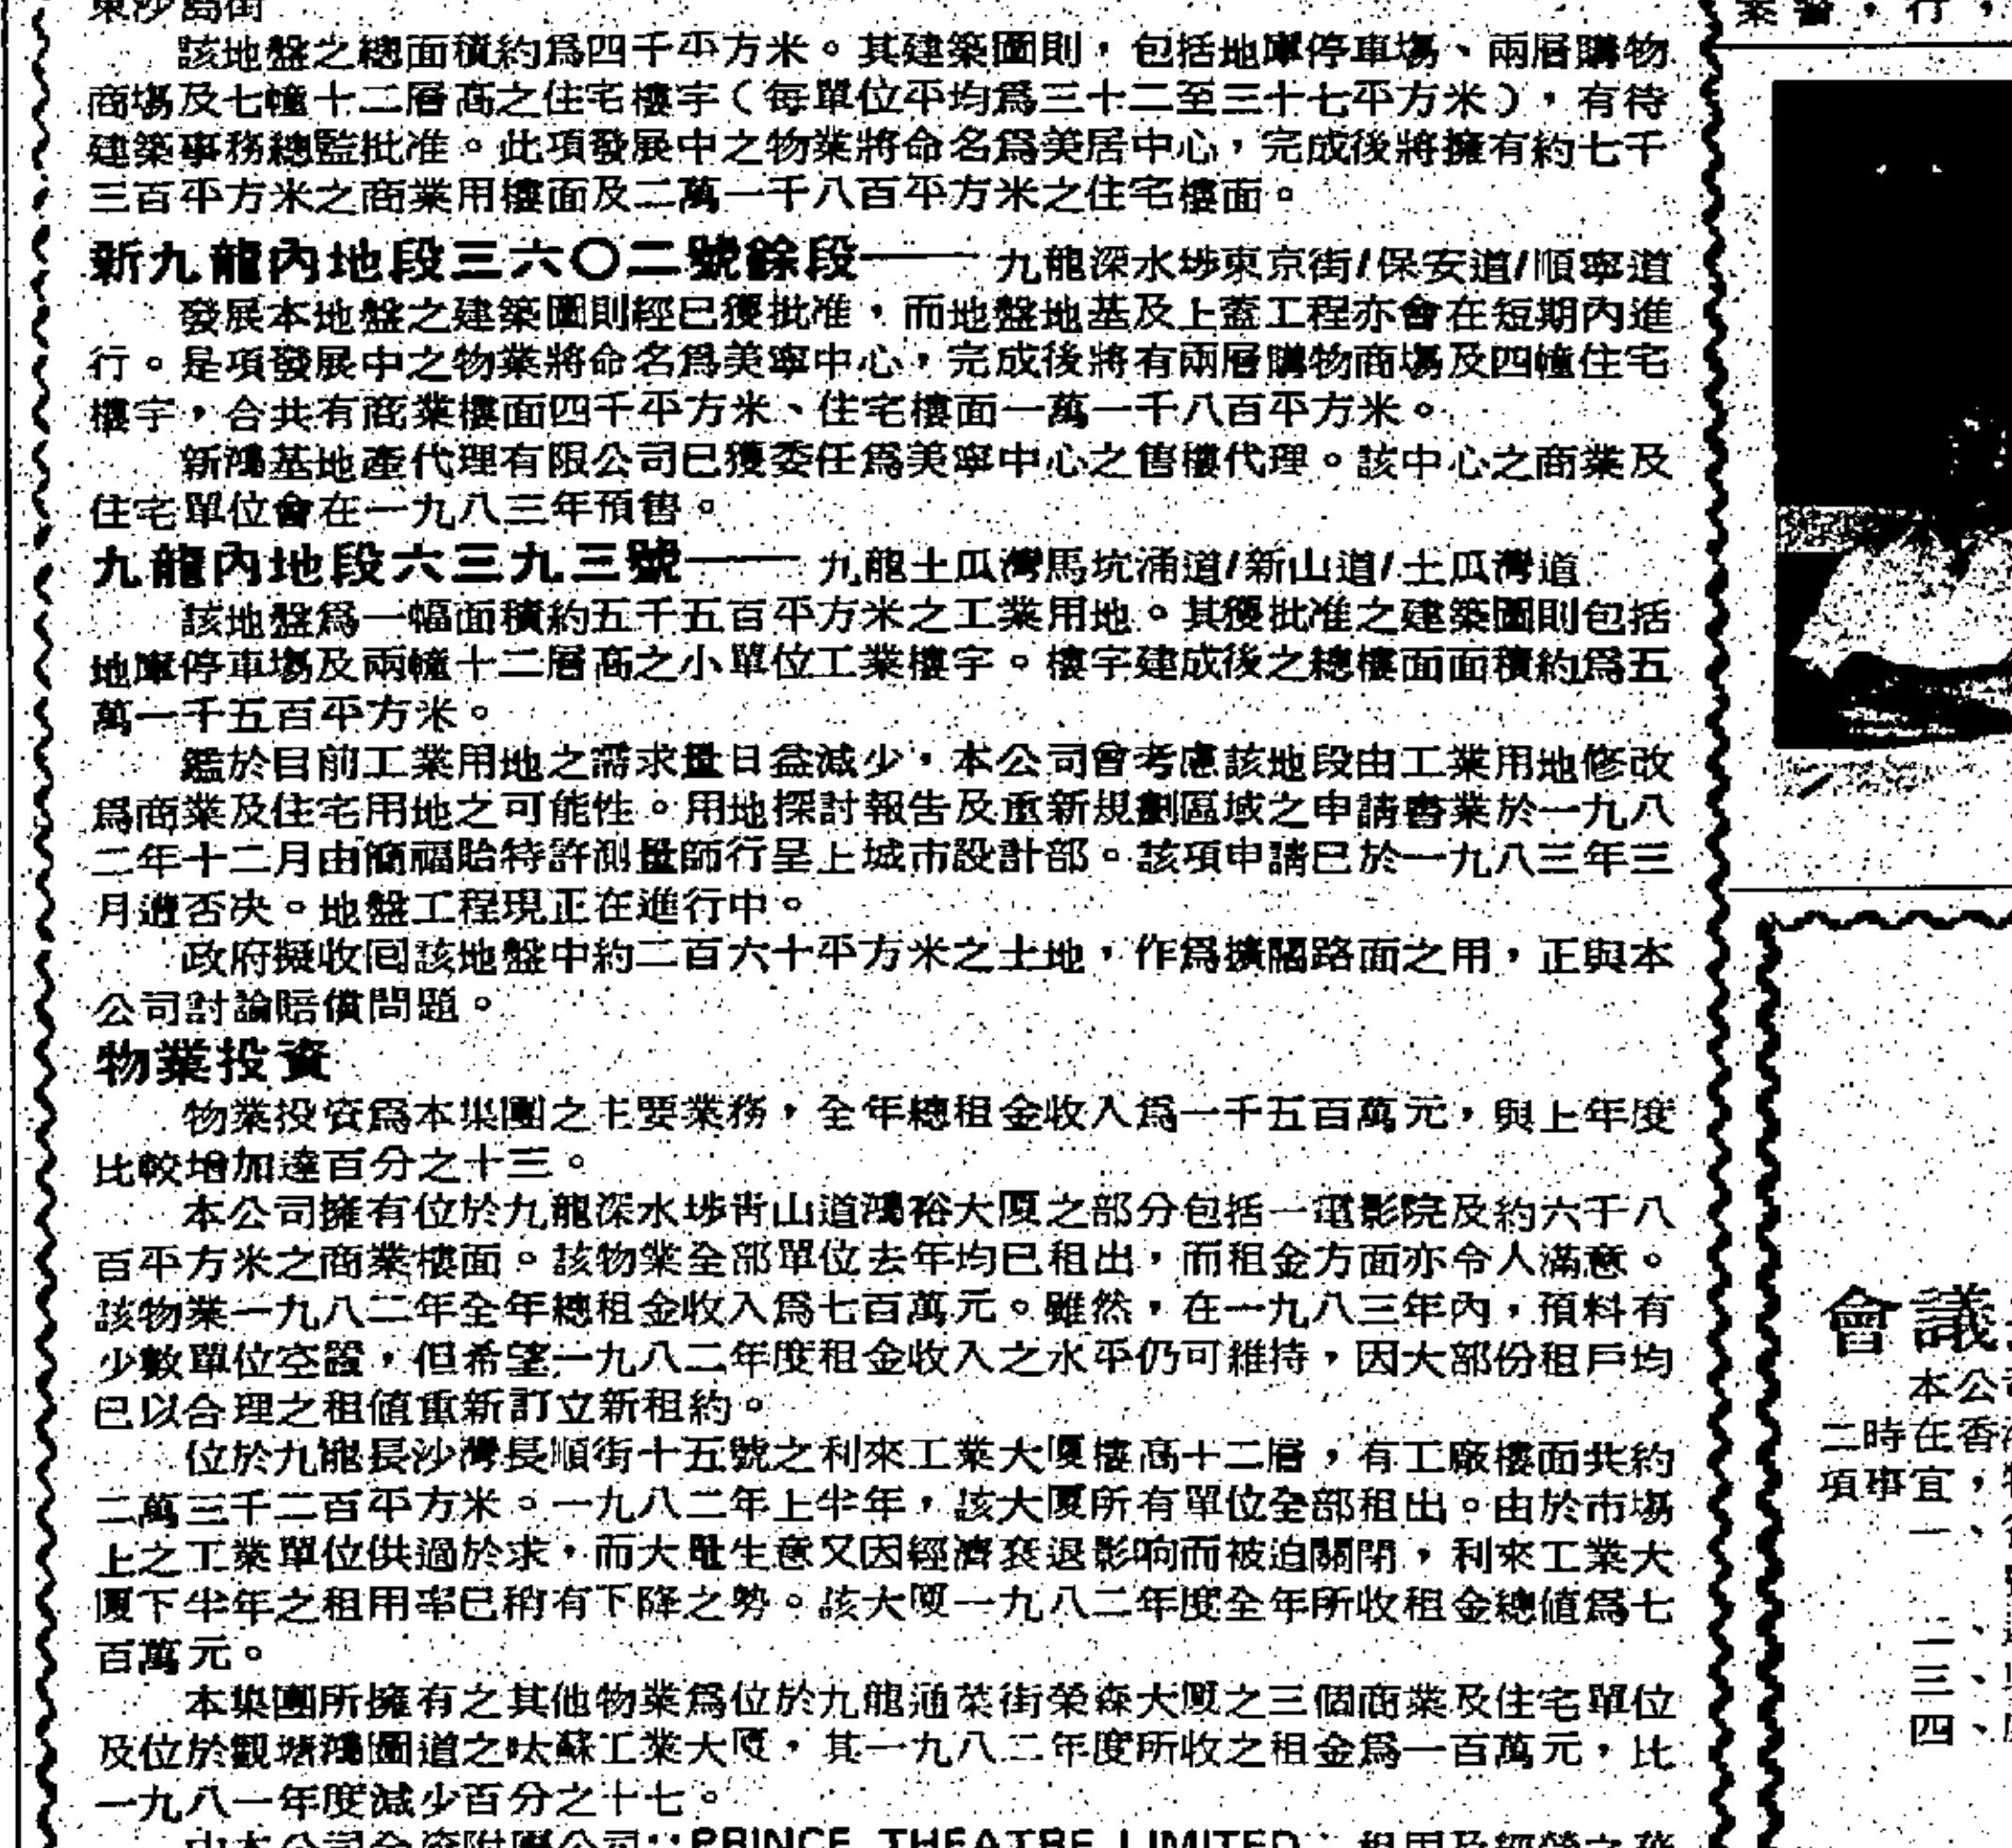 東沙島街
該地盤之總面積約爲四千平方米。其建築圖則，包括地庫停車塲、兩層購物
商塲及七幢十二層高之住宅樓宇（每單位平均爲三十二至三十七平方米），有待
建築事務總監批准。此項發展中之物業將命名爲美居中心，完成後將擁有約七千
三百平方米之商業用樓面及二萬一千八百平方米之住宅樓面。
新九龍內地段三六〇二號餘段—— 九龍深水埗東京街/保安道/順寧道
發展本地盤之建築圖則經已獲批准，而地盤地基及上蓋工程亦會在短期內進
行。是項發展中之物業將命名爲美寧中心，完成後將有兩層購物商塲及四幢住宅
樓宇，合共有商業樓面四千平方米、住宅樓面一萬一千八百平方米。
新鴻基地產代理有限公司已獲委任爲美寧中心之售樓代理。該中心之商業及
住宅單位會在一九八三年預售。
九龍內地段六三九三號—— 九龍土瓜灣馬坑涌道/新山道/土瓜灣道
該地盤爲一幅面積約五千五百平方米之工業用地。其獲批准之建築圖則包括
地庫停車塲及兩幢十二層高之小單位工業樓宇。樓宇建成後之總樓面面積約爲五
萬一千五百平方米。
鑑於目前工業用地之需求量日益減少，本公司曾考慮該地段由工業用地修改
爲商業及住宅用地之可能性。用地探討報告及重新規劃區域之申請書業於一九八
二年十二月由簡福飴特許測量師行呈上城市設計部。該項申請已於一九八三年三
月遭否決。地盤工程現正在進行中。
政府擬收回該地盤中約二百六十平方米之土地，作爲擴闊路面之用，正與本
公司討論賠償問題。
物業投資
物業投資爲本集團之主要業務，全年總租金收入爲一千五百萬元，與上年度
比較增加達百分之十三。
本公司擁有位於九龍深水埗青山道鴻裕大厦之部分包括一電影院及約六千八
百平方米之商業樓面。該物業全部單位去年均已租出，而租金方面亦令人滿意。
該物業一九八二年全年總租金收入爲七百萬元。雖然，在一九八三年內，預料有
少數單位空置，但希望一九八二年度租金收入之水平仍可維持，因大部份租戶均
已以合理之租值重新訂立新租約。
位於九龍長沙灣長順街十五號之利來工業大厦樓高十二層，有工廠樓面共約
二萬三千二百平方米。一九八二年上半年，該大厦所有單位全部租出。由於市塲
上之工業單位供過於求，而大批生意又因經濟衰退影响而被迫關閉，利來工業大
厦下半年之租用率已稍有下降之勢。該大厦一九八二年度全年所收租金總值爲七
百萬元。
本集團所擁有之其他物業爲位於九龍通菜街榮森大厦之三個商業及住宅單位
及位於觀塘鴻圖道之呔蘇工業大厦，其一九八二年度所收之租金爲一百萬元，比
一九八一年度減少百分之十七。
由本公司全資附屬公司 PRINCE THEATRE LIMITED 租用及經營之
會議
本公司
二時在香港
項事宜，
一、
二、
三、
四、